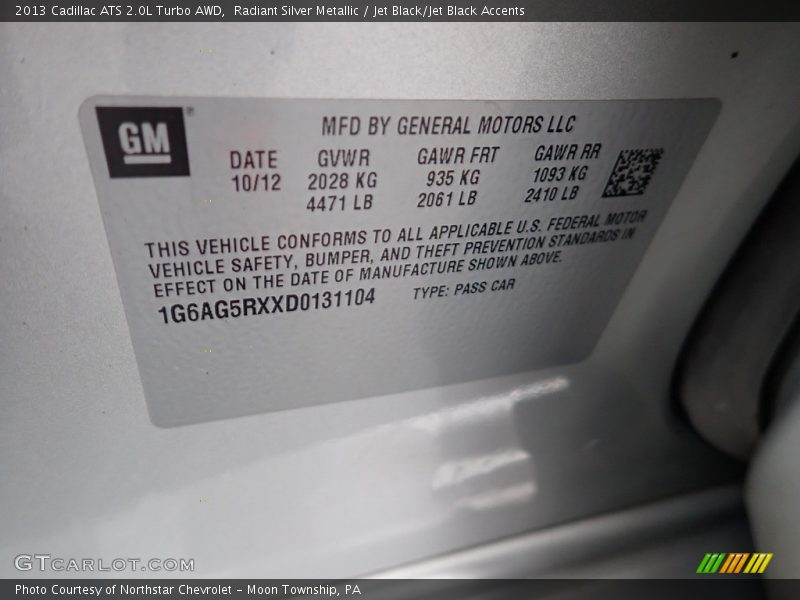 2013 Cadillac ATS 2.0L Turbo AWD, Radiant Silver Metallic / Jet Black/Jet Black Accents
GM ®
MFD BY GENERAL MOTORS LLC
DATE GVWR GAWR FRT GAWR RR
10/12 2028 KG 935 KG 1093 KG
4471 LB 2061 LB 2410 LB
THIS VEHICLE CONFORMS TO ALL APPLICABLE U.S. FEDERAL MOTOR
VEHICLE SAFETY, BUMPER, AND THEFT PREVENTION STANDARDS IN
EFFECT ON THE DATE OF MANUFACTURE SHOWN ABOVE.
1G6AG5RXXD0131104 TYPE: PASS CAR
GTCARLOT.COM
Photo Courtesy of Northstar Chevrolet – Moon Township, PA